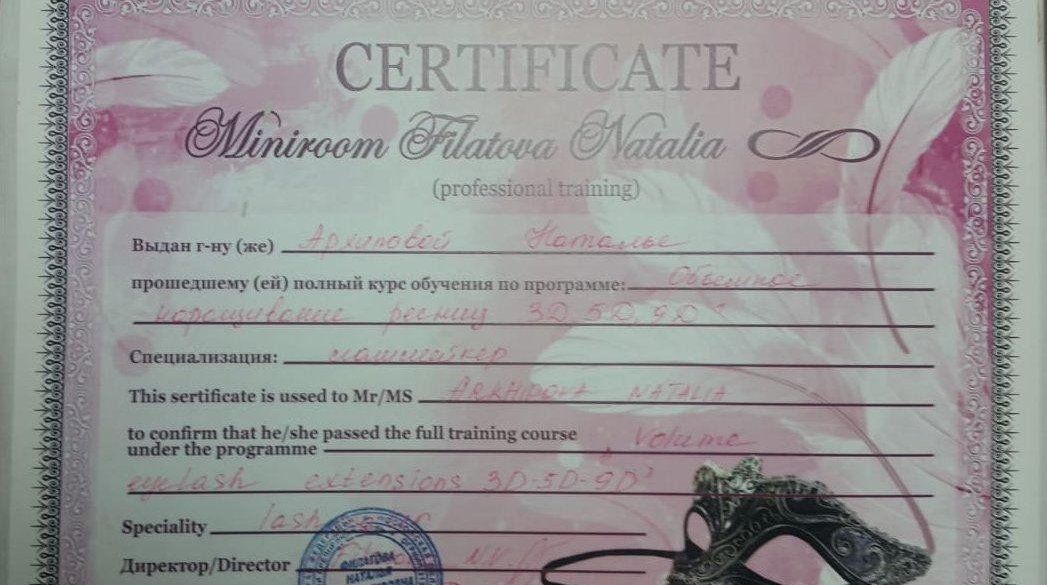 CERTIFICATE
Miniroom Filatova Natalia
(professional training)
Выдан г-ну (же) Архиповой Наталье
прошедшему (ей) полный курс обучения по программе: Объемное
наращивание ресниц 3D, 5D, 9D
Специализация: лэшмейкер
This sertificate is ussed to Mr/MS ARKHIPOVA NATALIA
to confirm that he/she passed the full training course
under the programme Volume
eyelash extensions 3D-5D-9D
Speciality lash
Директор/Director
ФИЛАТОВА
НАТАЛЬЯ